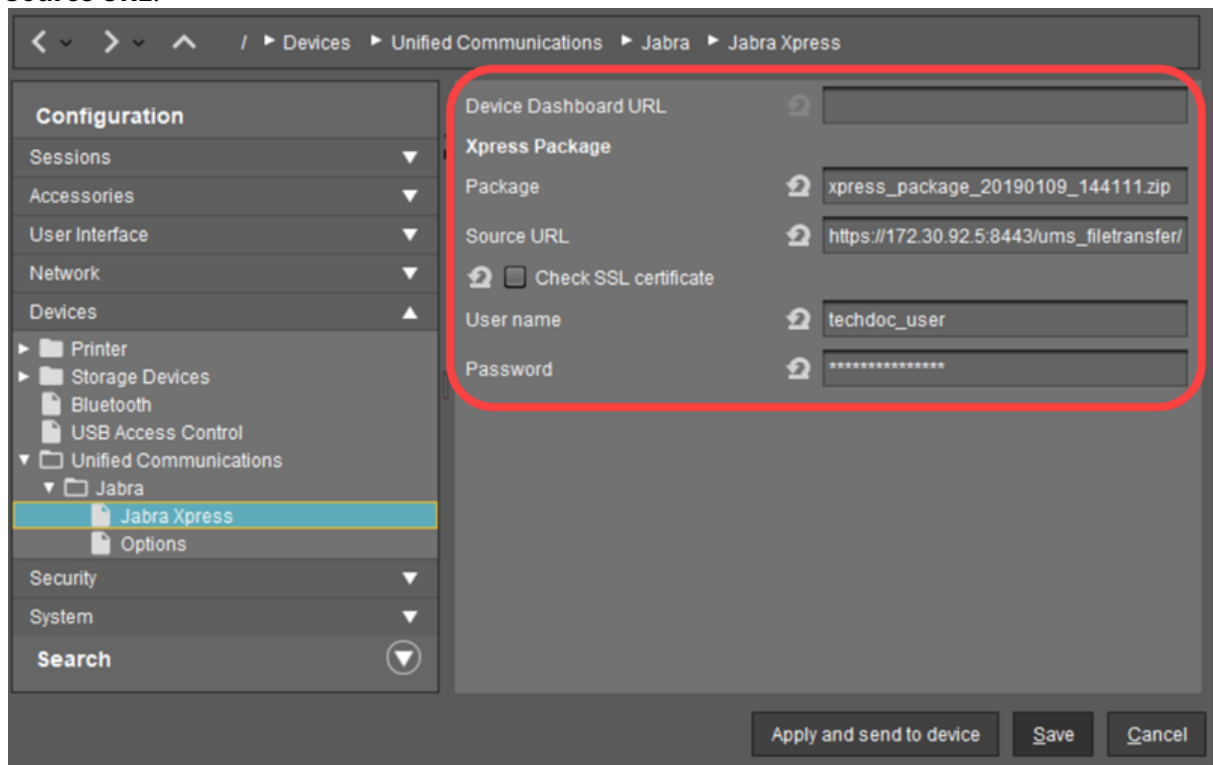 / ► Devices ► Unified Communications ► Jabra ► Jabra Xpress
Configuration
Sessions
Accessories
User Interface
Network
Devices
Printer
Storage Devices
Bluetooth
USB Access Control
Unified Communications
Jabra
Jabra Xpress
Options
Security
System
Search
Device Dashboard URL
Xpress Package
Package xpress_package_20190109_144111.zip
Source URL https://172.30.92.5:8443/ums_filetransfer/
Check SSL certificate
User name techdoc_user
Password ***************
Apply and send to device Save Cancel